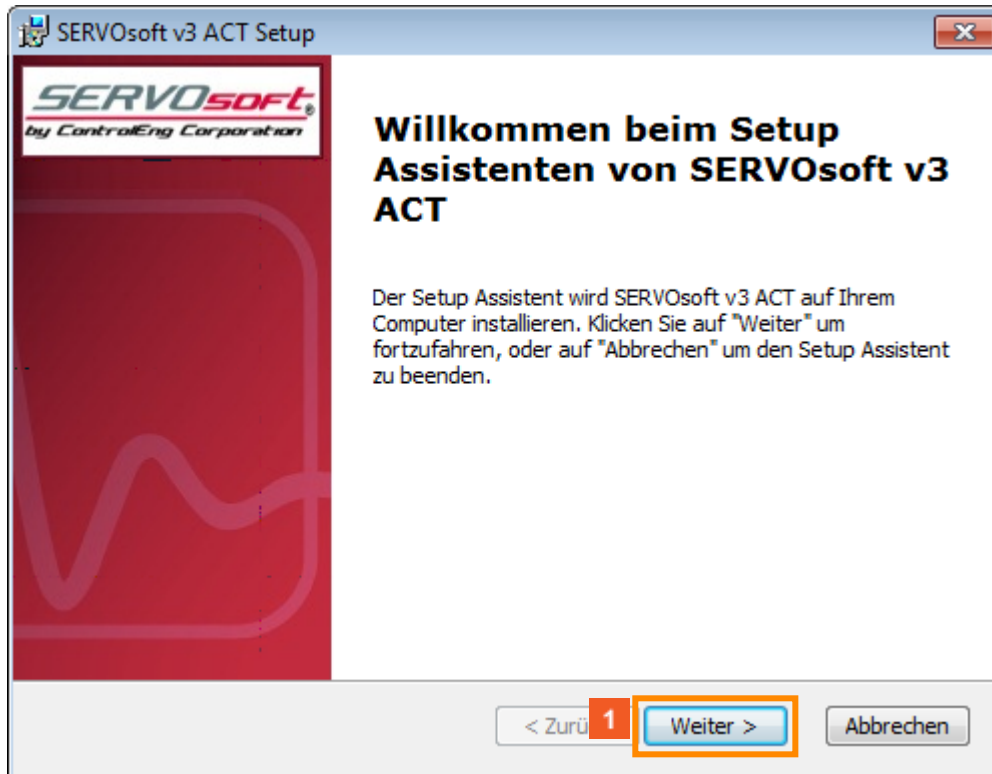 SERVOsoft v3 ACT Setup
SERVOsoft®
by ControlEng Corporation
Willkommen beim Setup
Assistenten von SERVOsoft v3
ACT
Der Setup Assistent wird SERVOsoft v3 ACT auf Ihrem
Computer installieren. Klicken Sie auf "Weiter" um
fortzufahren, oder auf "Abbrechen" um den Setup Assistent
zu beenden.
< Zurü 1 Weiter > Abbrechen